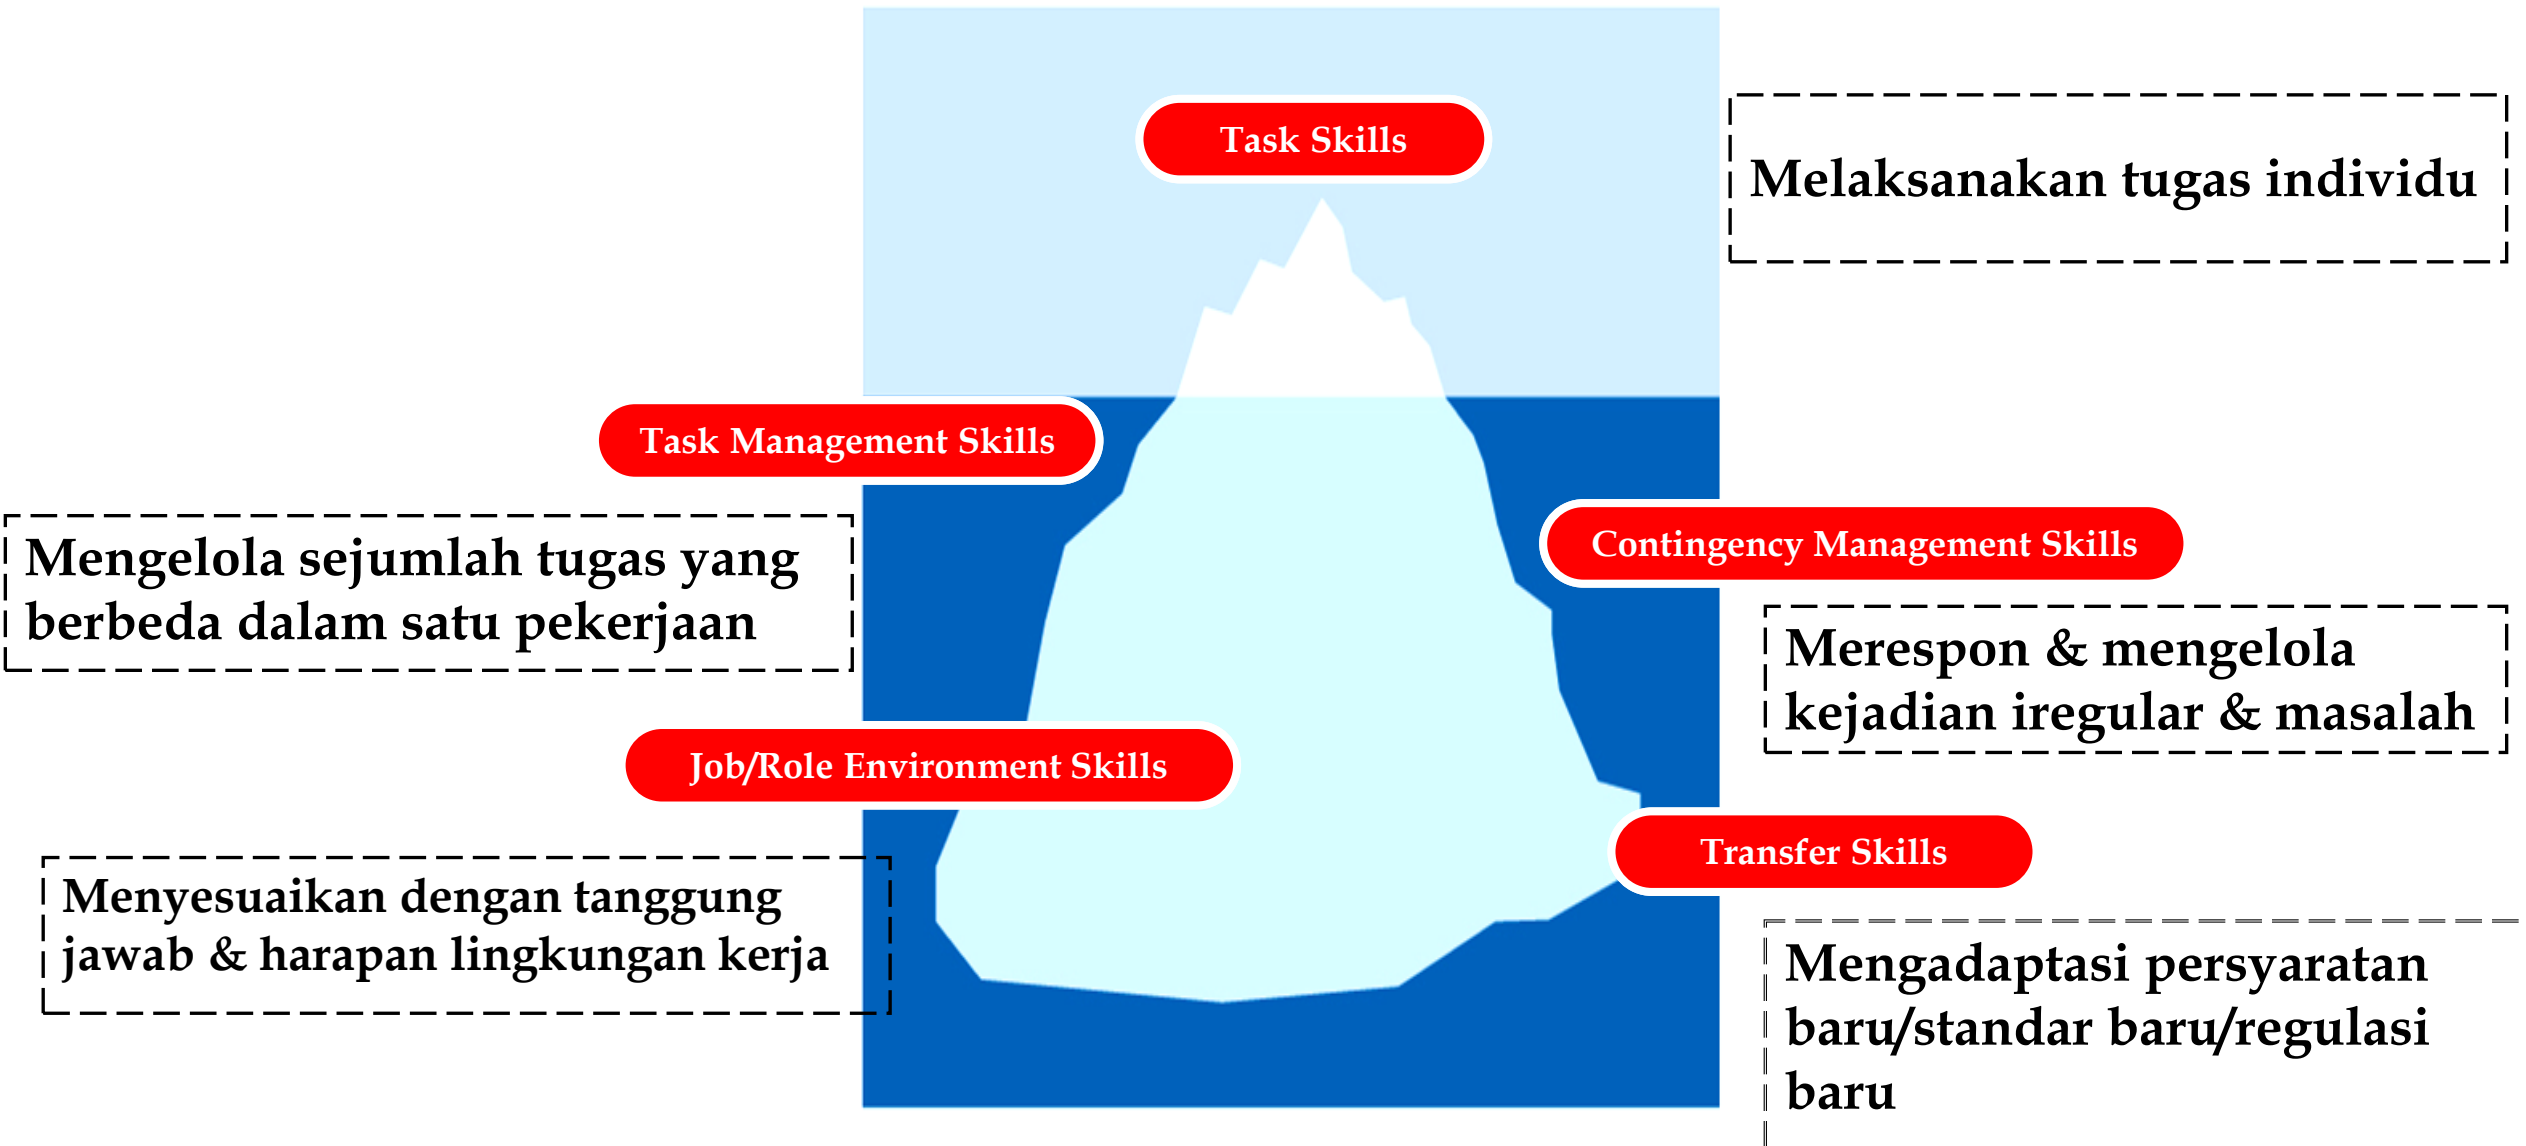 Task Skills
Melaksanakan tugas individu
Task Management Skills
Mengelola sejumlah tugas yang
berbeda dalam satu pekerjaan
Contingency Management Skills
Merespon & mengelola
kejadian iregular & masalah
Job/Role Environment Skills
Menyesuaikan dengan tanggung
jawab & harapan lingkungan kerja
Transfer Skills
Mengadaptasi persyaratan
baru/standar baru/regulasi
baru